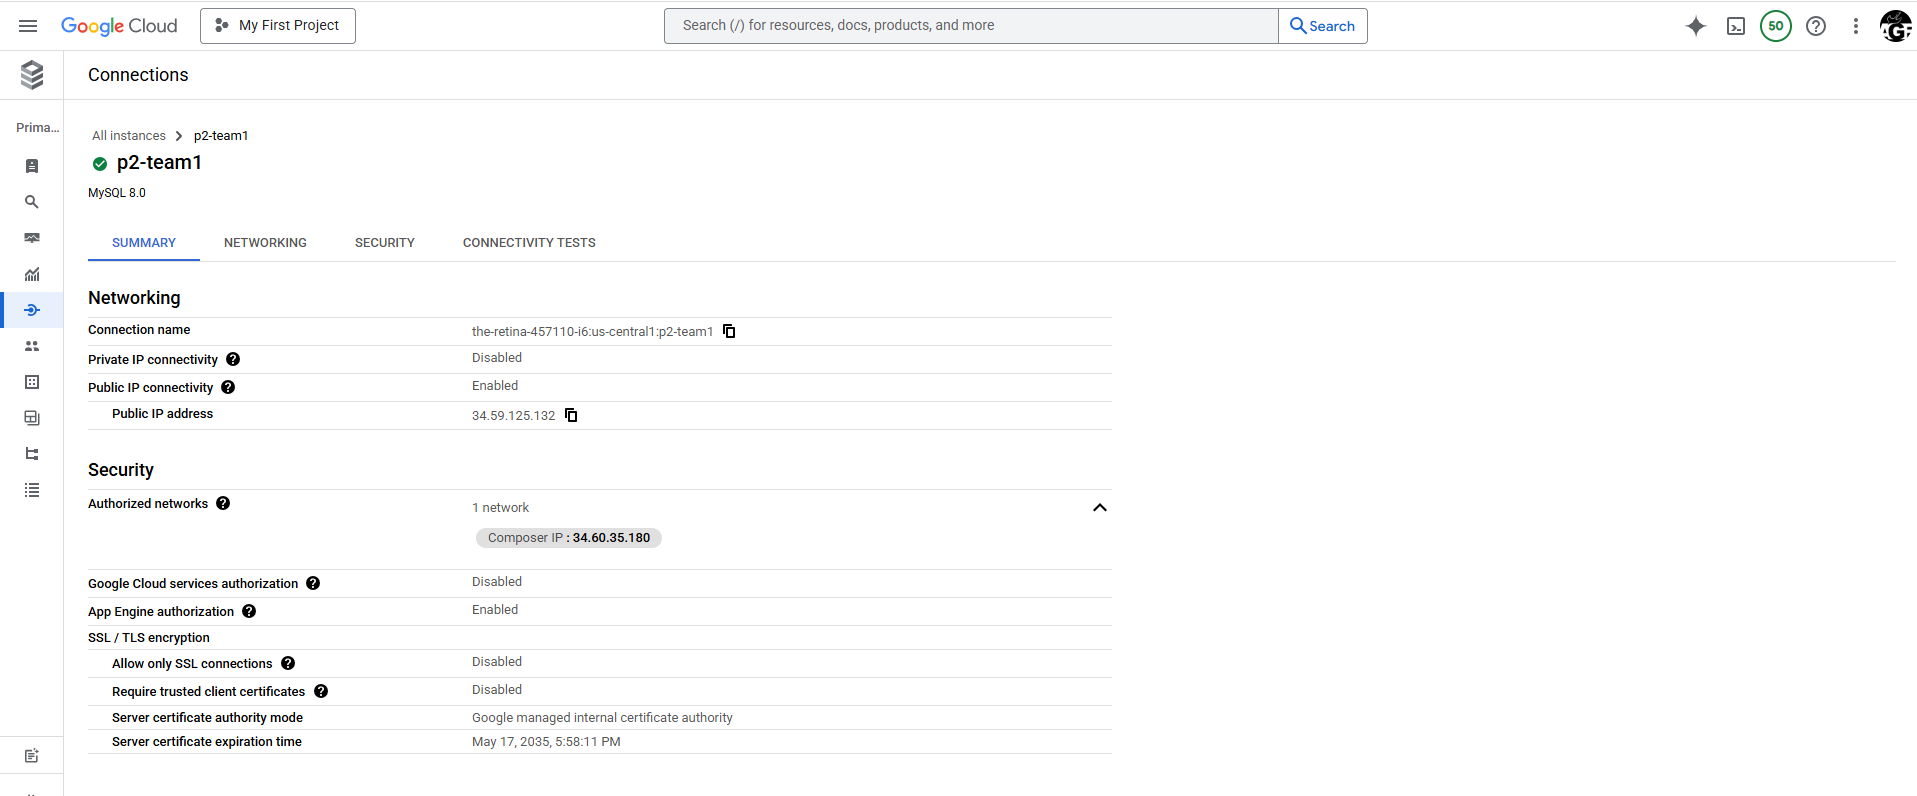 Google Cloud
My First Project
Search (/) for resources, docs, products, and more
Search
50
Connections
Prima...
All instances
p2-team1
p2-team1
MySQL 8.0
SUMMARY
NETWORKING
SECURITY
CONNECTIVITY TESTS
Networking
Connection name
the-retina-457110-i6:us-central1:p2-team1
Private IP connectivity
Disabled
Public IP connectivity
Enabled
Public IP address
34.59.125.132
Security
Authorized networks
1 network
Composer IP : 34.60.35.180
Google Cloud services authorization
Disabled
App Engine authorization
Enabled
SSL / TLS encryption
Allow only SSL connections
Disabled
Require trusted client certificates
Disabled
Server certificate authority mode
Google managed internal certificate authority
Server certificate expiration time
May 17, 2035, 5:58:11 PM